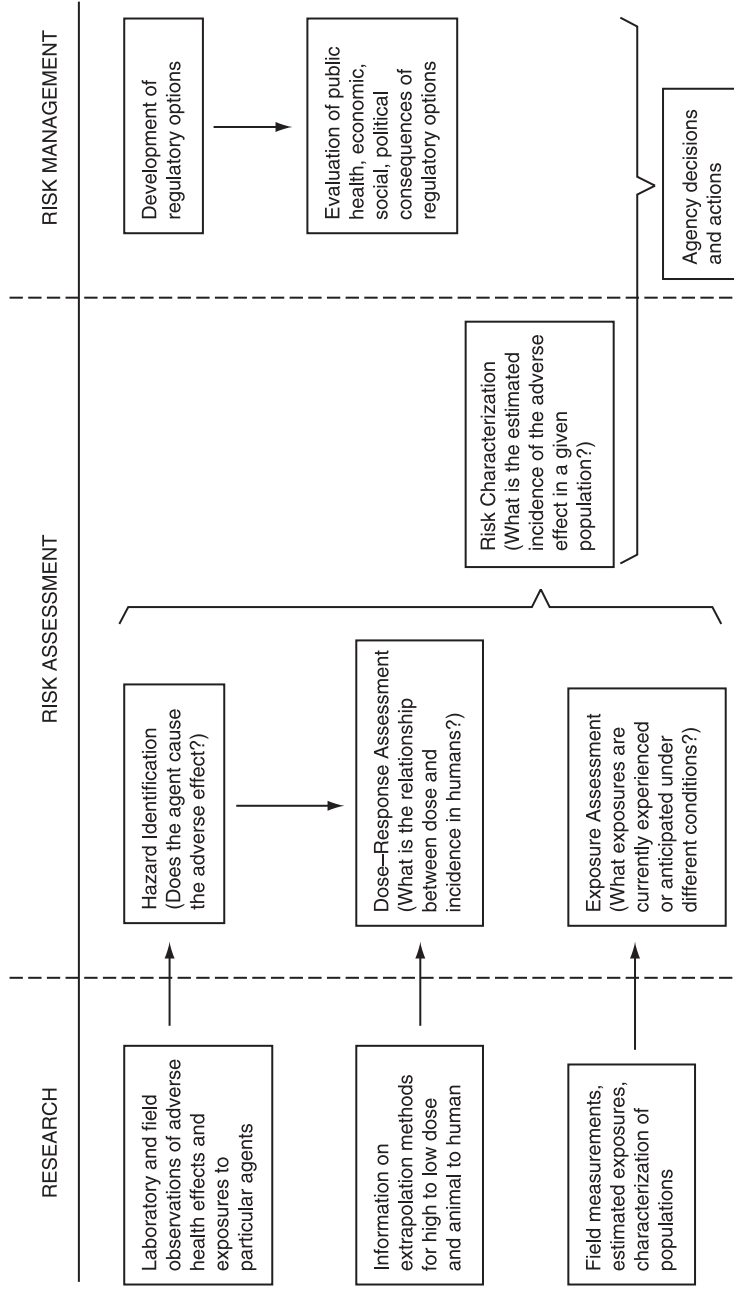 RESEARCH
RISK ASSESSMENT
RISK MANAGEMENT
Laboratory and field
observations of adverse
health effects and
exposures to
particular agents
Information on
extrapolation methods
for high to low dose
and animal to human
Field measurements,
estimated exposures,
characterization of
populations
Hazard Identification
(Does the agent cause
the adverse effect?)
Dose–Response Assessment
(What is the relationship
between dose and
incidence in humans?)
Exposure Assessment
(What exposures are
currently experienced
or anticipated under
different conditions?)
Risk Characterization
(What is the estimated
incidence of the adverse
effect in a given
population?)
Development of
regulatory options
Evaluation of public
health, economic,
social, political
consequences of
regulatory options
Agency decisions
and actions